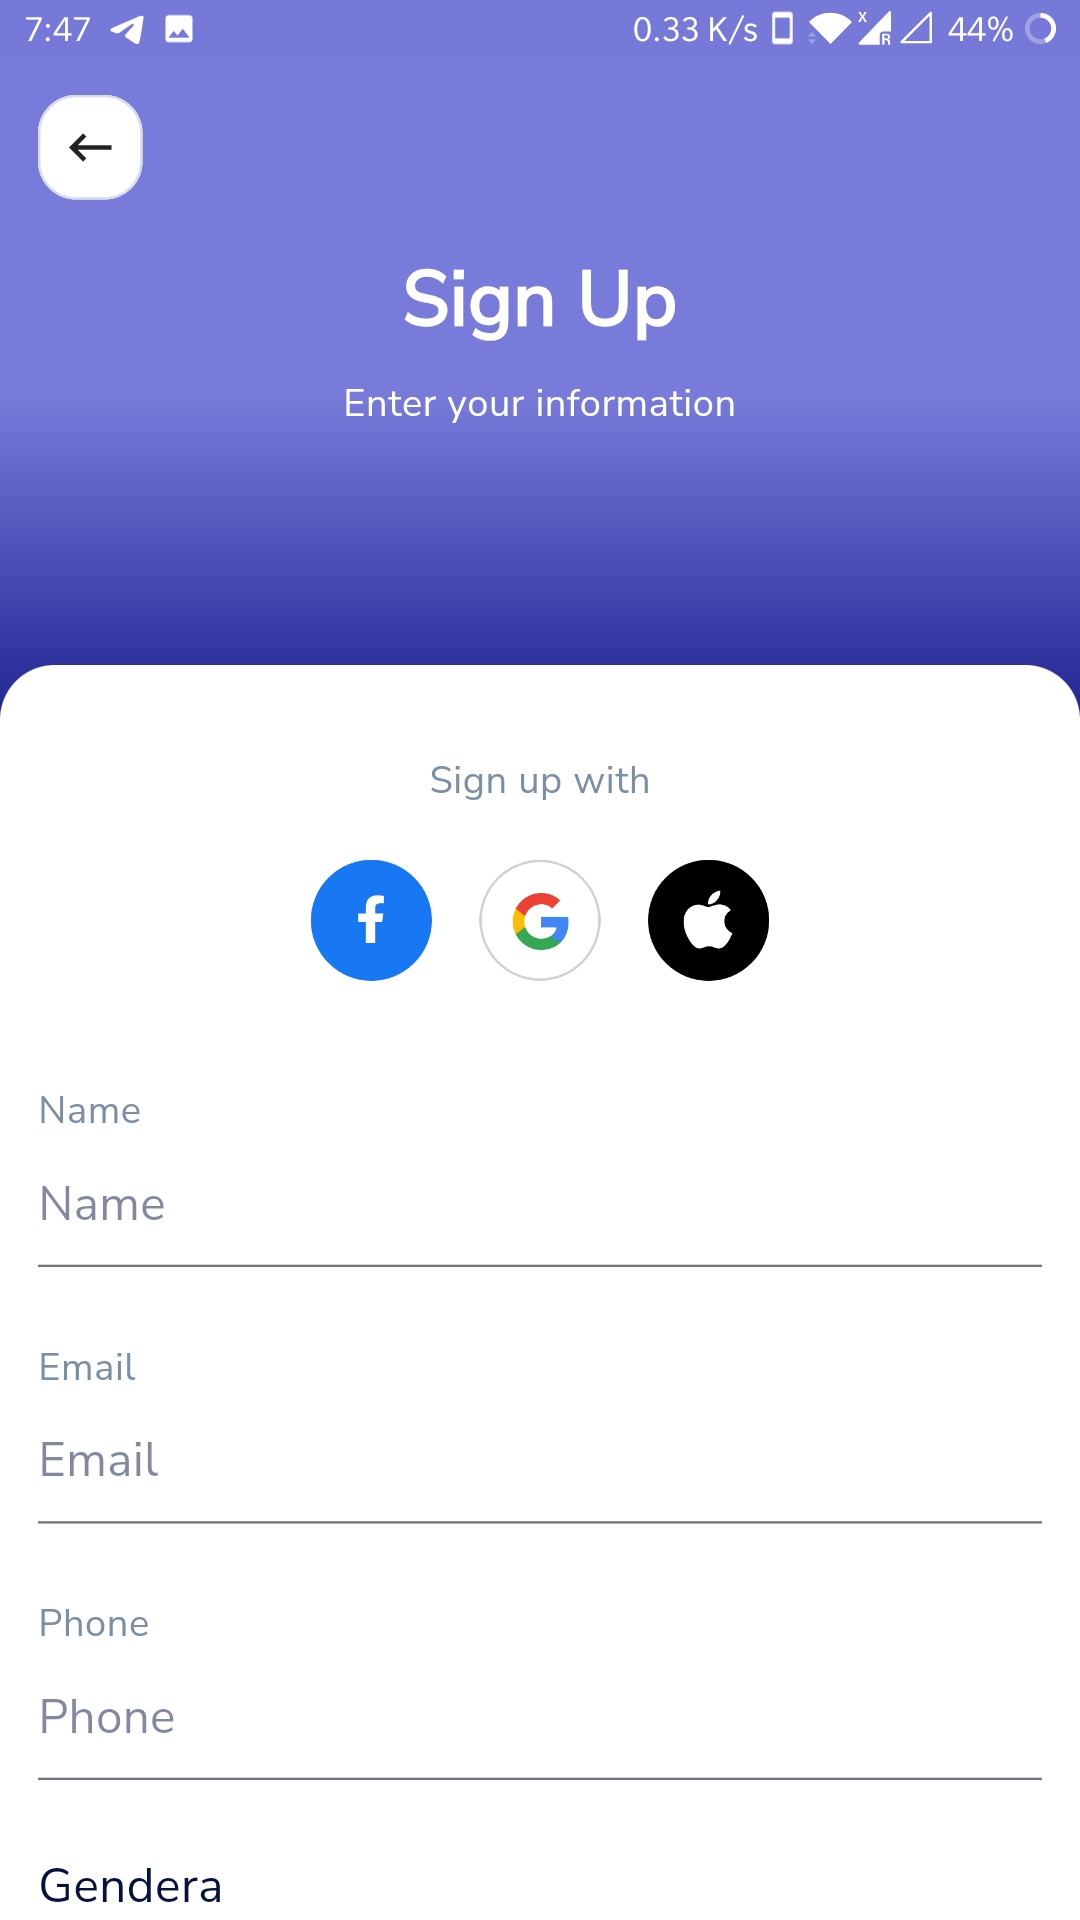 7:47 0.33 K/s X R 44%
Sign Up
Enter your information
Sign up with
Name
Name
Email
Email
Phone
Phone
Gendera